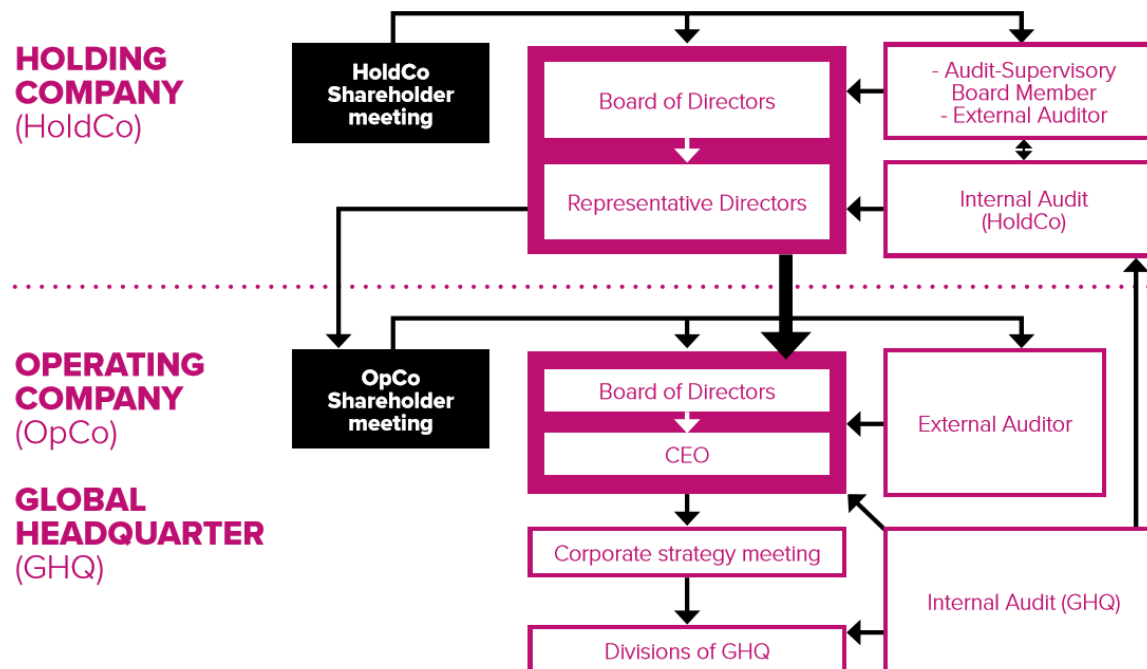 HOLDING
COMPANY
(HoldCo)
HoldCo
Shareholder
meeting
Board of Directors
Representative Directors
- Audit-Supervisory
Board Member
- External Auditor
Internal Audit
(HoldCo)
OPERATING
COMPANY
(OpCo)
OpCo
Shareholder
meeting
Board of Directors
CEO
External Auditor
GLOBAL
HEADQUARTER
(GHQ)
Corporate strategy meeting
Divisions of GHQ
Internal Audit (GHQ)